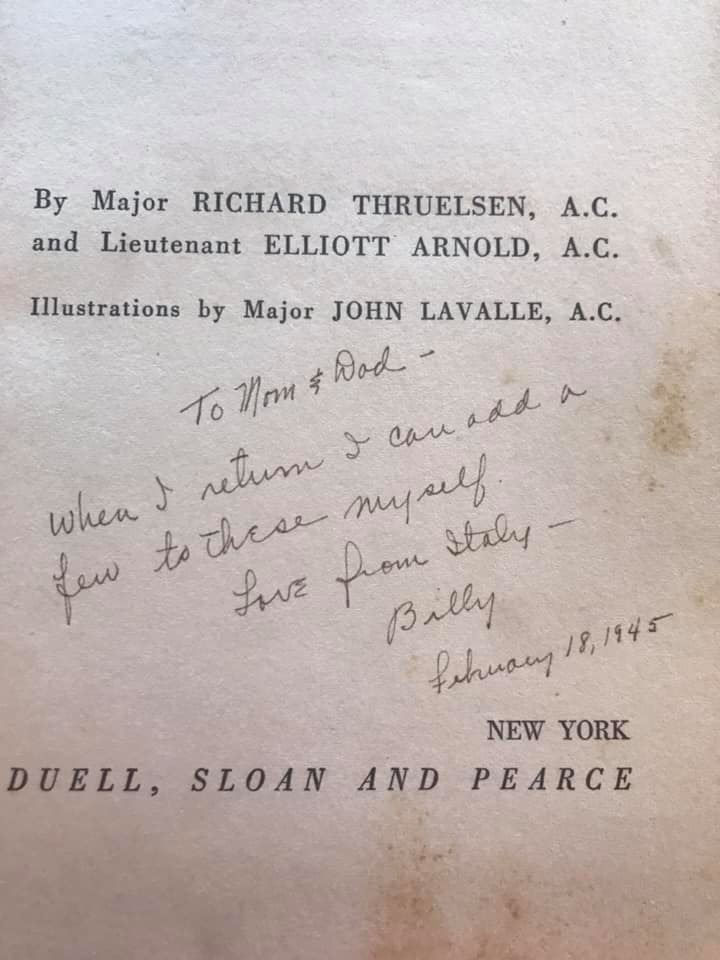 By Major RICHARD THRUELSEN, A.C.
and Lieutenant ELLIOTT ARNOLD, A.C.
Illustrations by Major JOHN LAVALLE, A.C.
To Mom & Dad -
When I return I can add a
few to these myself.
Love from Italy -
Billy
February 18, 1945
NEW YORK
DUELL, SLOAN AND PEARCE